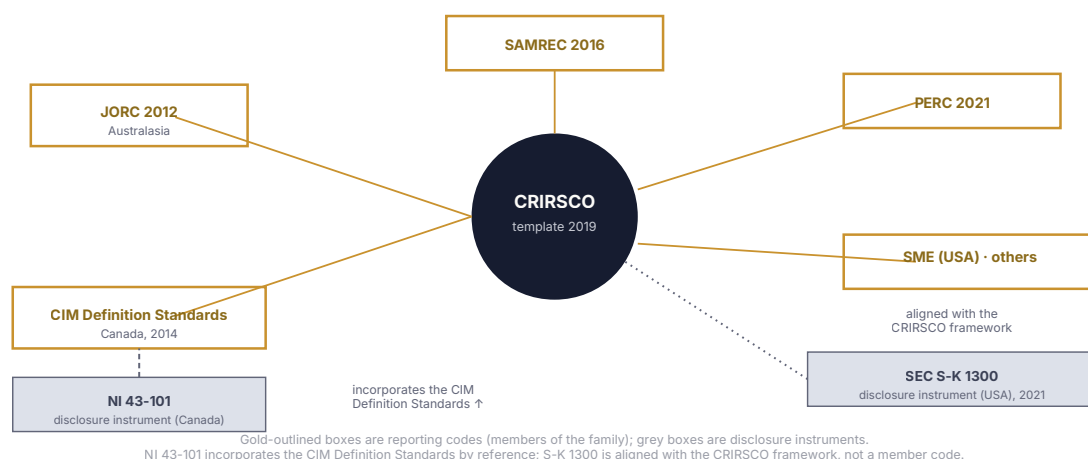 SAMREC 2016
JORC 2012
Australasia
PERC 2021
CRIRSCO
template 2019
SME (USA) · others
CIM Definition Standards
Canada, 2014
aligned with the
CRIRSCO framework
NI 43-101
disclosure instrument (Canada)
incorporates the CIM
Definition Standards ↑
SEC S-K 1300
disclosure instrument (USA), 2021
Gold-outlined boxes are reporting codes (members of the family); grey boxes are disclosure instruments.
NI 43-101 incorporates the CIM Definition Standards by reference; S-K 1300 is aligned with the CRIRSCO framework, not a member code.